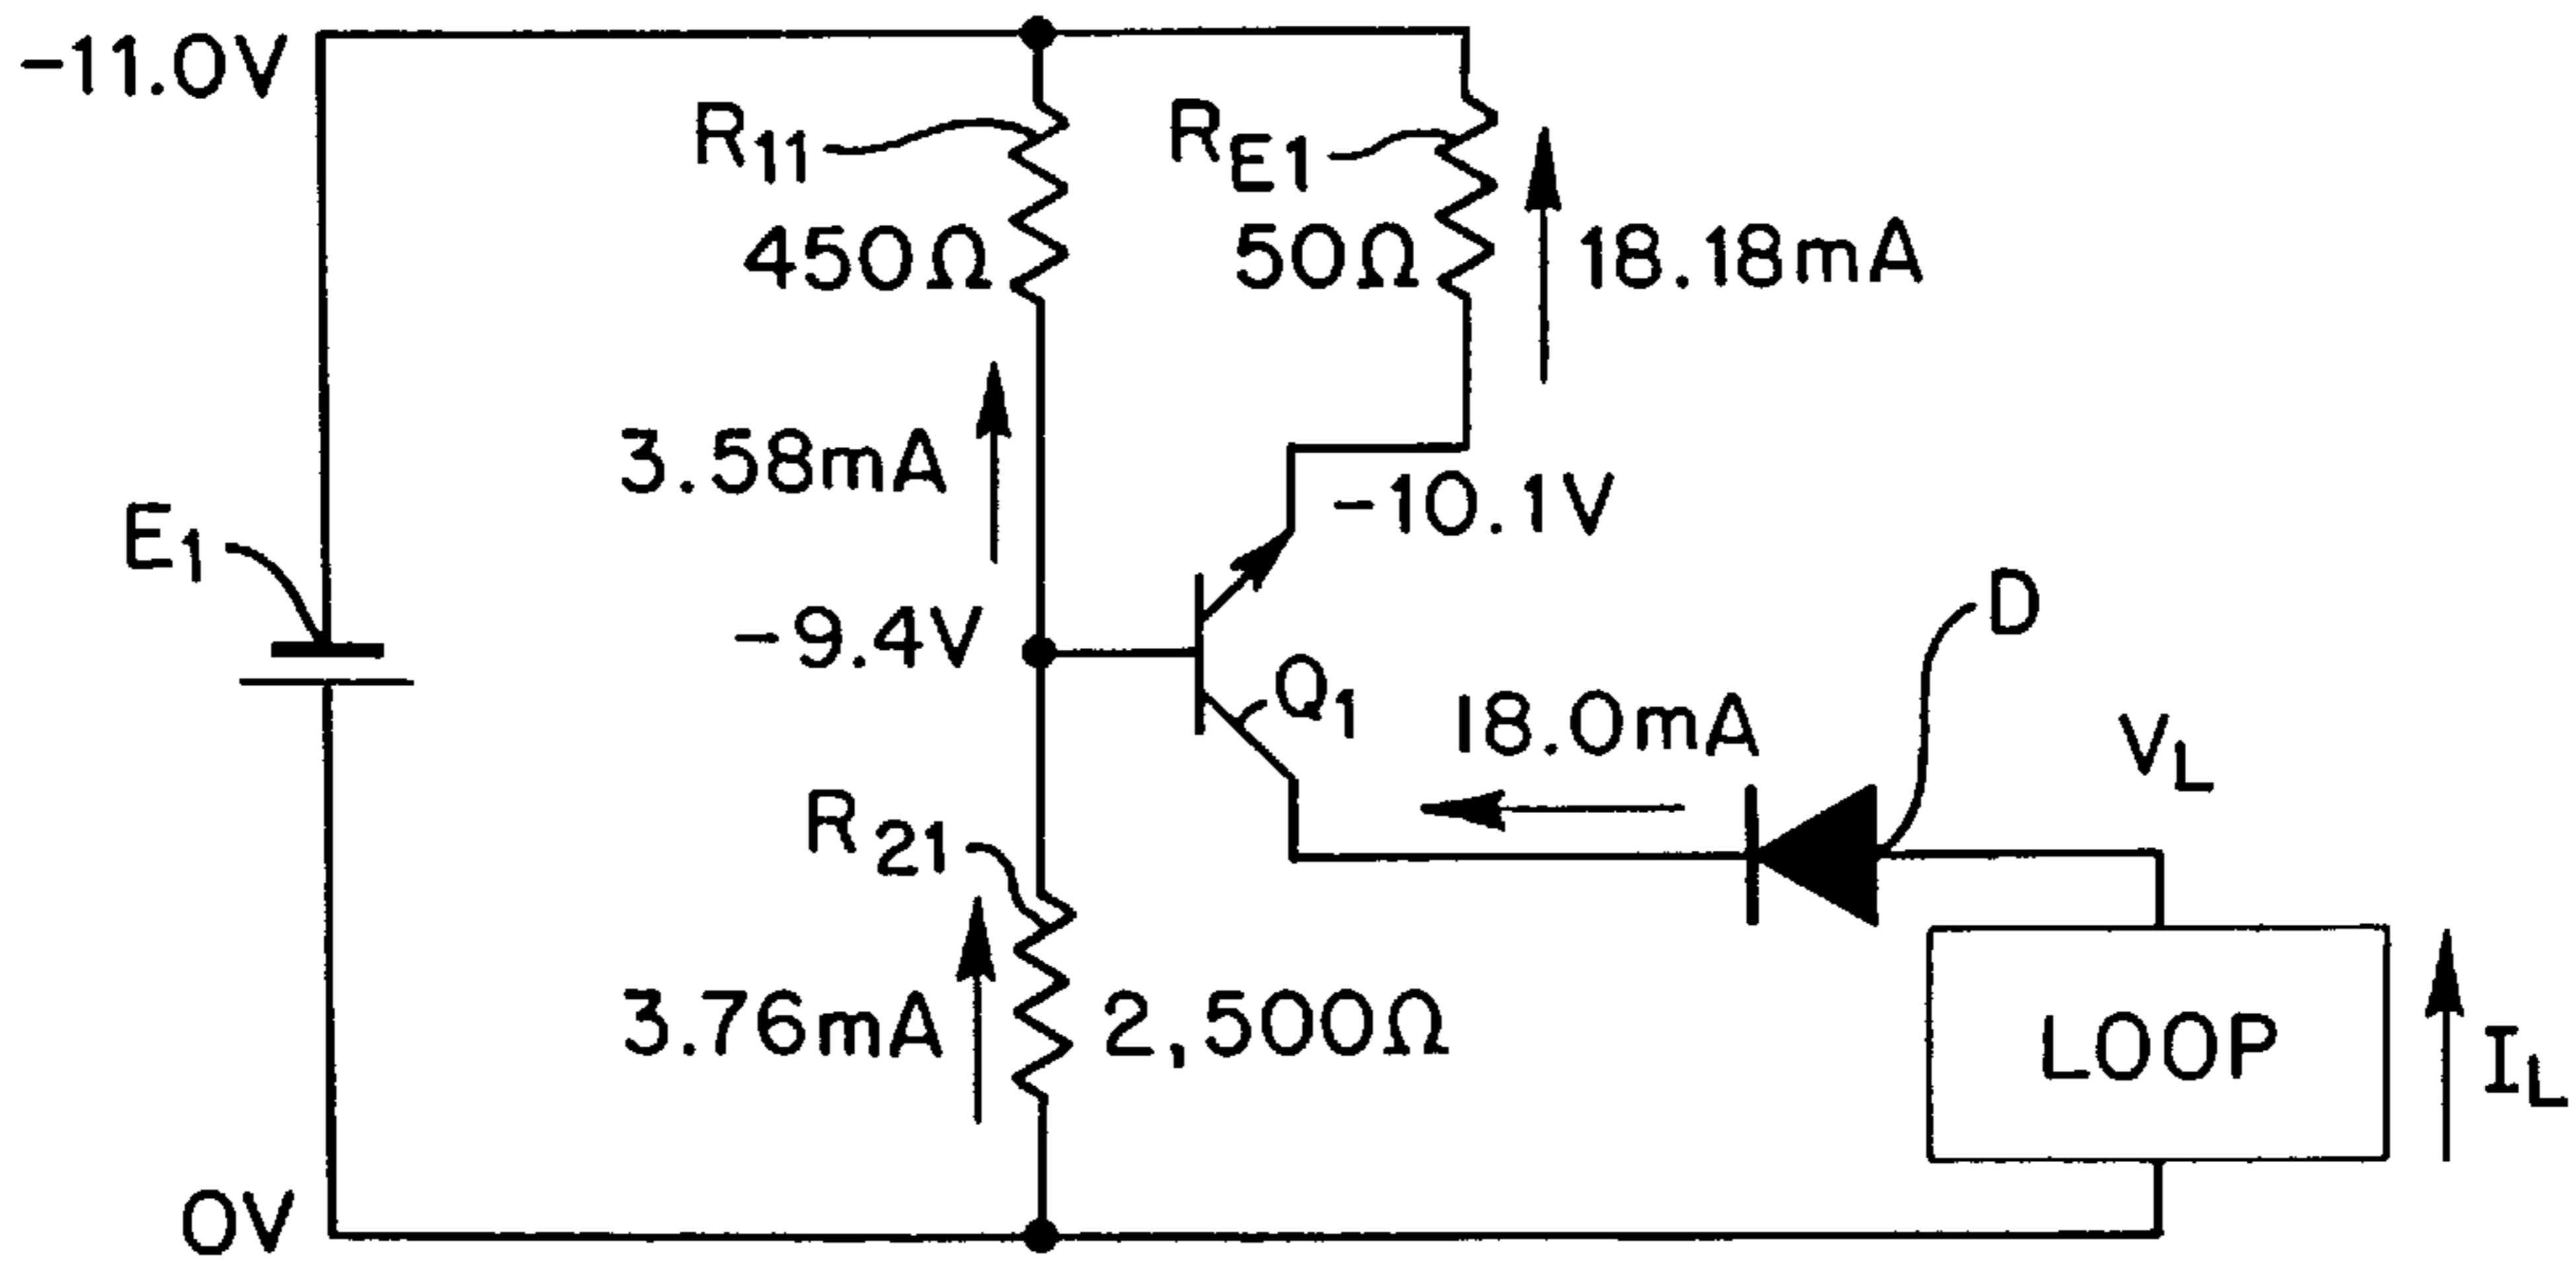 -11.0V
R11
RE1
450Ω
50Ω
18.18mA
3.58mA
-10.1V
E1
-9.4V
D
Q1
18.0mA
VL
R21
3.76mA
2,500Ω
LOOP
IL
0V